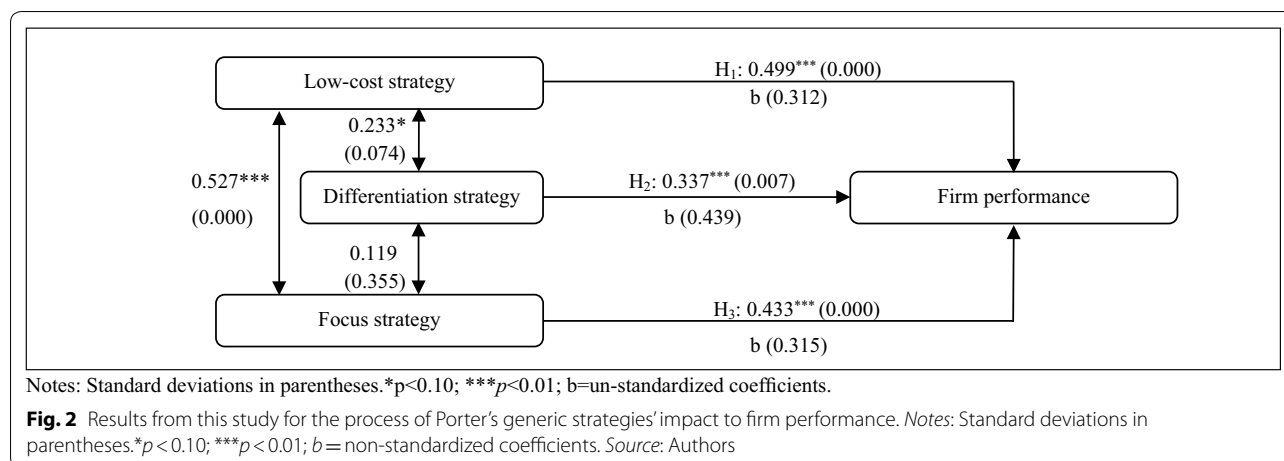 Low-cost strategy
H₁: 0.499*** (0.000)
b (0.312)
0.233*
(0.074)
0.527***
(0.000)
Differentiation strategy
H₂: 0.337*** (0.007)
b (0.439)
Firm performance
0.119
(0.355)
Focus strategy
H₃: 0.433*** (0.000)
b (0.315)
Notes: Standard deviations in parentheses.*p<0.10; ***p<0.01; b=un-standardized coefficients.
Fig. 2 Results from this study for the process of Porter’s generic strategies’ impact to firm performance. Notes: Standard deviations in
parentheses.*p < 0.10; ***p < 0.01; b = non-standardized coefficients. Source: Authors